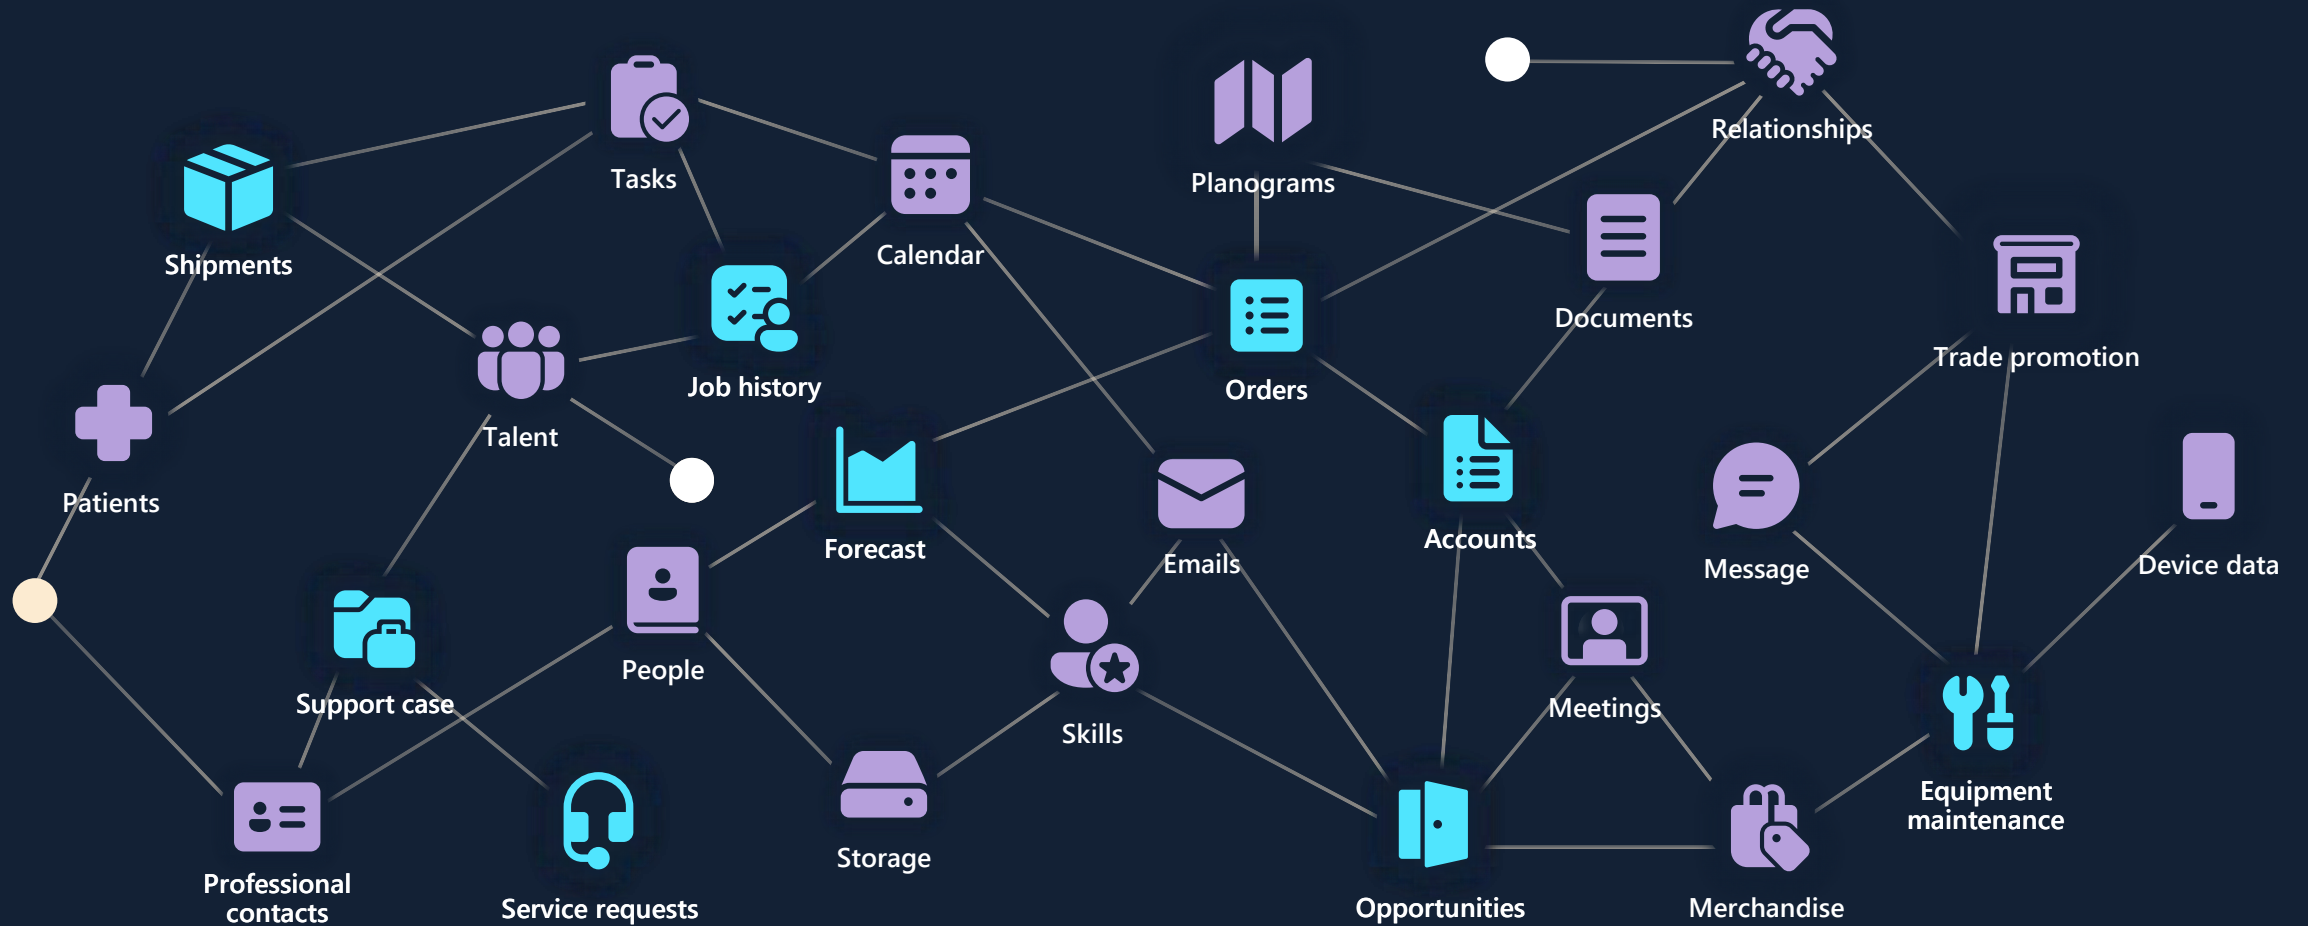 Relationships
Tasks
Planograms
Calendar
Shipments
Documents
Trade promotion
Job history
Orders
Talent
Patients
Accounts
Forecast
Emails
Device data
Message
People
Support case
Meetings
Skills
Equipment
maintenance
Storage
Professional
contacts
Service requests
Opportunities
Merchandise